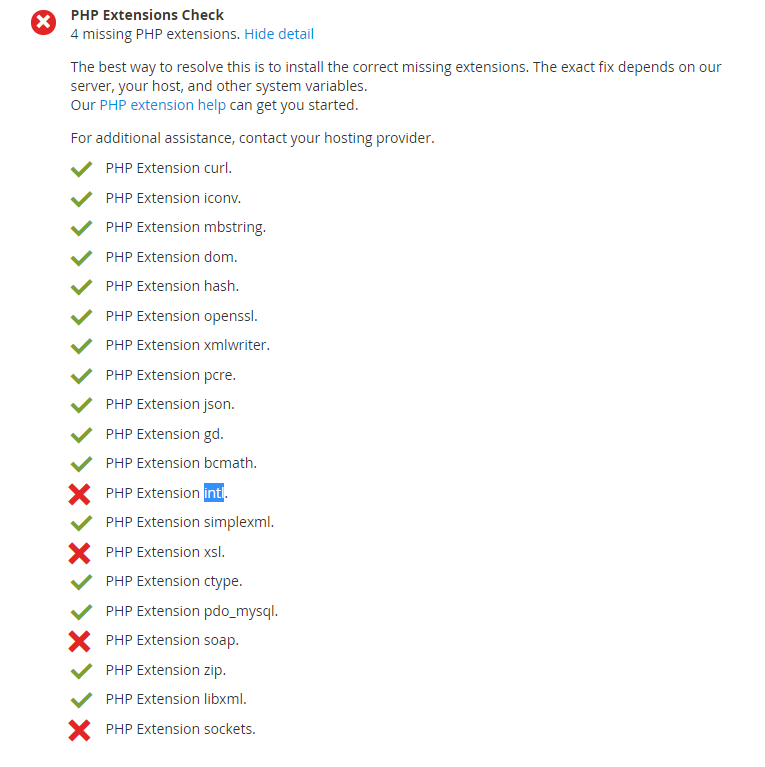 PHP Extensions Check
4 missing PHP extensions. Hide detail
The best way to resolve this is to install the correct missing extensions. The exact fix depends on our
server, your host, and other system variables.
Our PHP extension help can get you started.
For additional assistance, contact your hosting provider.
PHP Extension curl.
PHP Extension iconv.
PHP Extension mbstring.
PHP Extension dom.
PHP Extension hash.
PHP Extension openssl.
PHP Extension xmlwriter.
PHP Extension pcre.
PHP Extension json.
PHP Extension gd.
PHP Extension bcmath.
PHP Extension intl.
PHP Extension simplexml.
PHP Extension xsl.
PHP Extension ctype.
PHP Extension pdo_mysql.
PHP Extension soap.
PHP Extension zip.
PHP Extension libxml.
PHP Extension sockets.